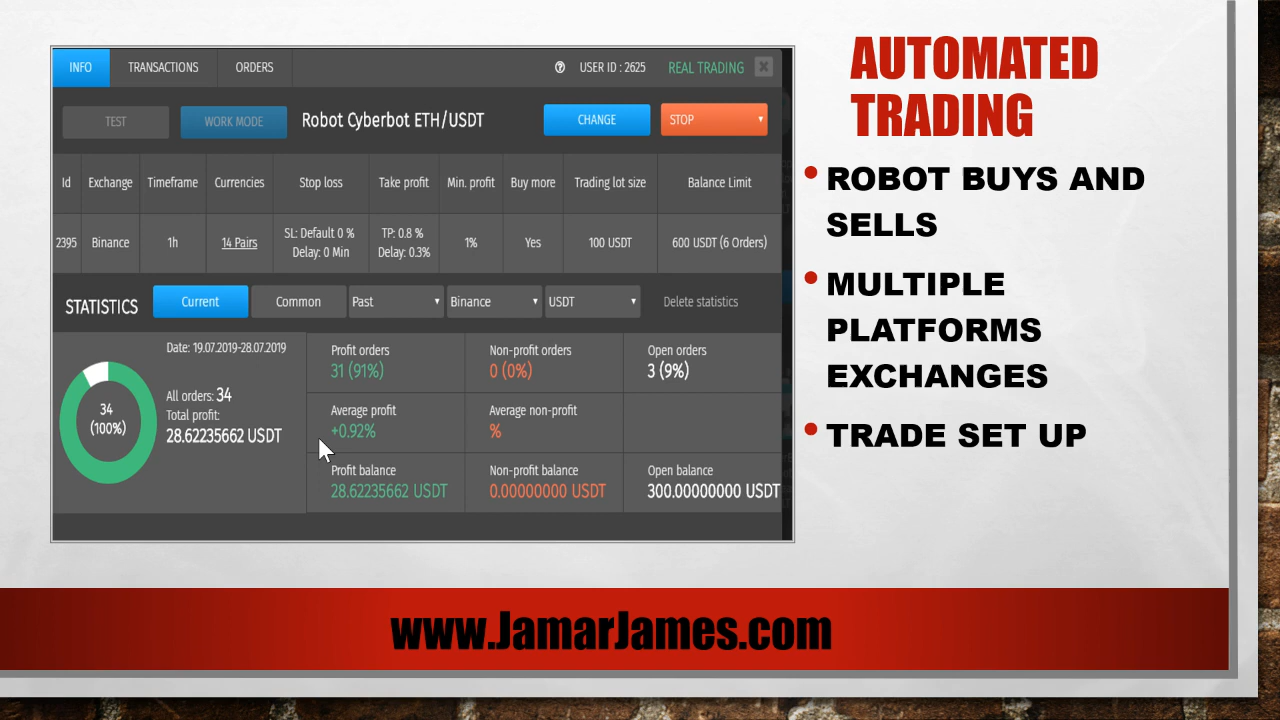 INFO TRANSACTIONS ORDERS USER ID : 2625 REAL TRADING
TEST WORK MODE Robot Cyberbot ETH/USDT CHANGE STOP
Id Exchange Timeframe Currencies Stop loss Take profit Min. profit Buy more Trading lot size Balance Limit
2395 Binance 1h 14 Pairs SL: Default 0 % TP: 0.8 % 1% Yes 100 USDT 600 USDT (6 Orders)
Delay: 0 Min Delay: 0.3%
STATISTICS Current Common Past Binance USDT Delete statistics
Date: 19.07.2019-28.07.2019
34
(100%)
All orders: 34
Total profit:
28.62235662 USDT
Profit orders Non-profit orders Open orders
31 (91%) 0 (0%) 3 (9%)
Average profit Average non-profit
+0.92% %
Profit balance Non-profit balance Open balance
28.62235662 USDT 0.00000000 USDT 300.00000000 USDT
AUTOMATED
TRADING
• ROBOT BUYS AND
SELLS
• MULTIPLE
PLATFORMS
EXCHANGES
• TRADE SET UP
www.JamarJames.com